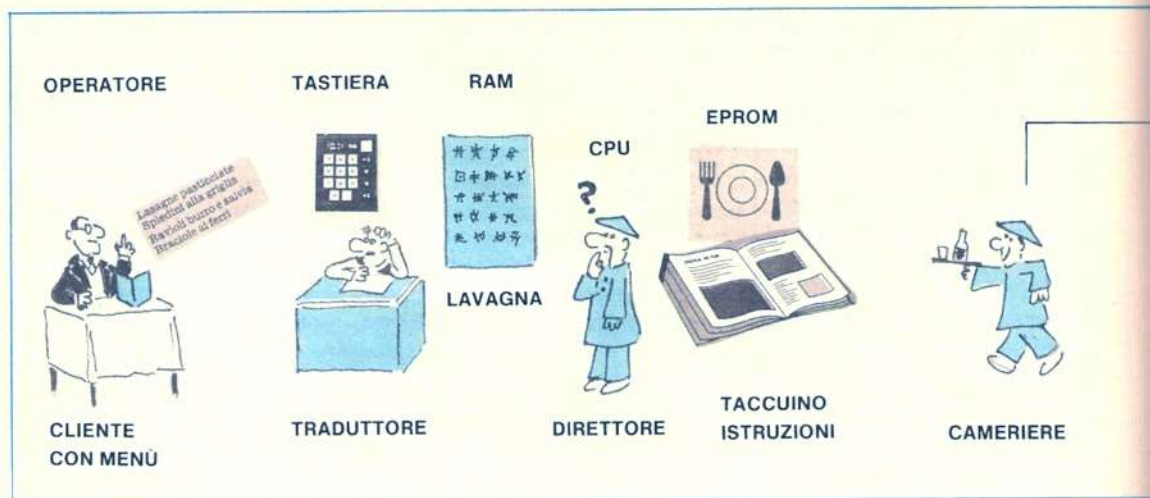 OPERATORE
TASTIERA
RAM
EPROM
CPU
Lasagne pasticciate
Spiedini alla griglia
Ravioli burro e salvia
Braciole ai ferri
LAVAGNA
CLIENTE
CON MENÙ
TRADUTTORE
DIRETTORE
TACCUINO
ISTRUZIONI
CAMERIERE